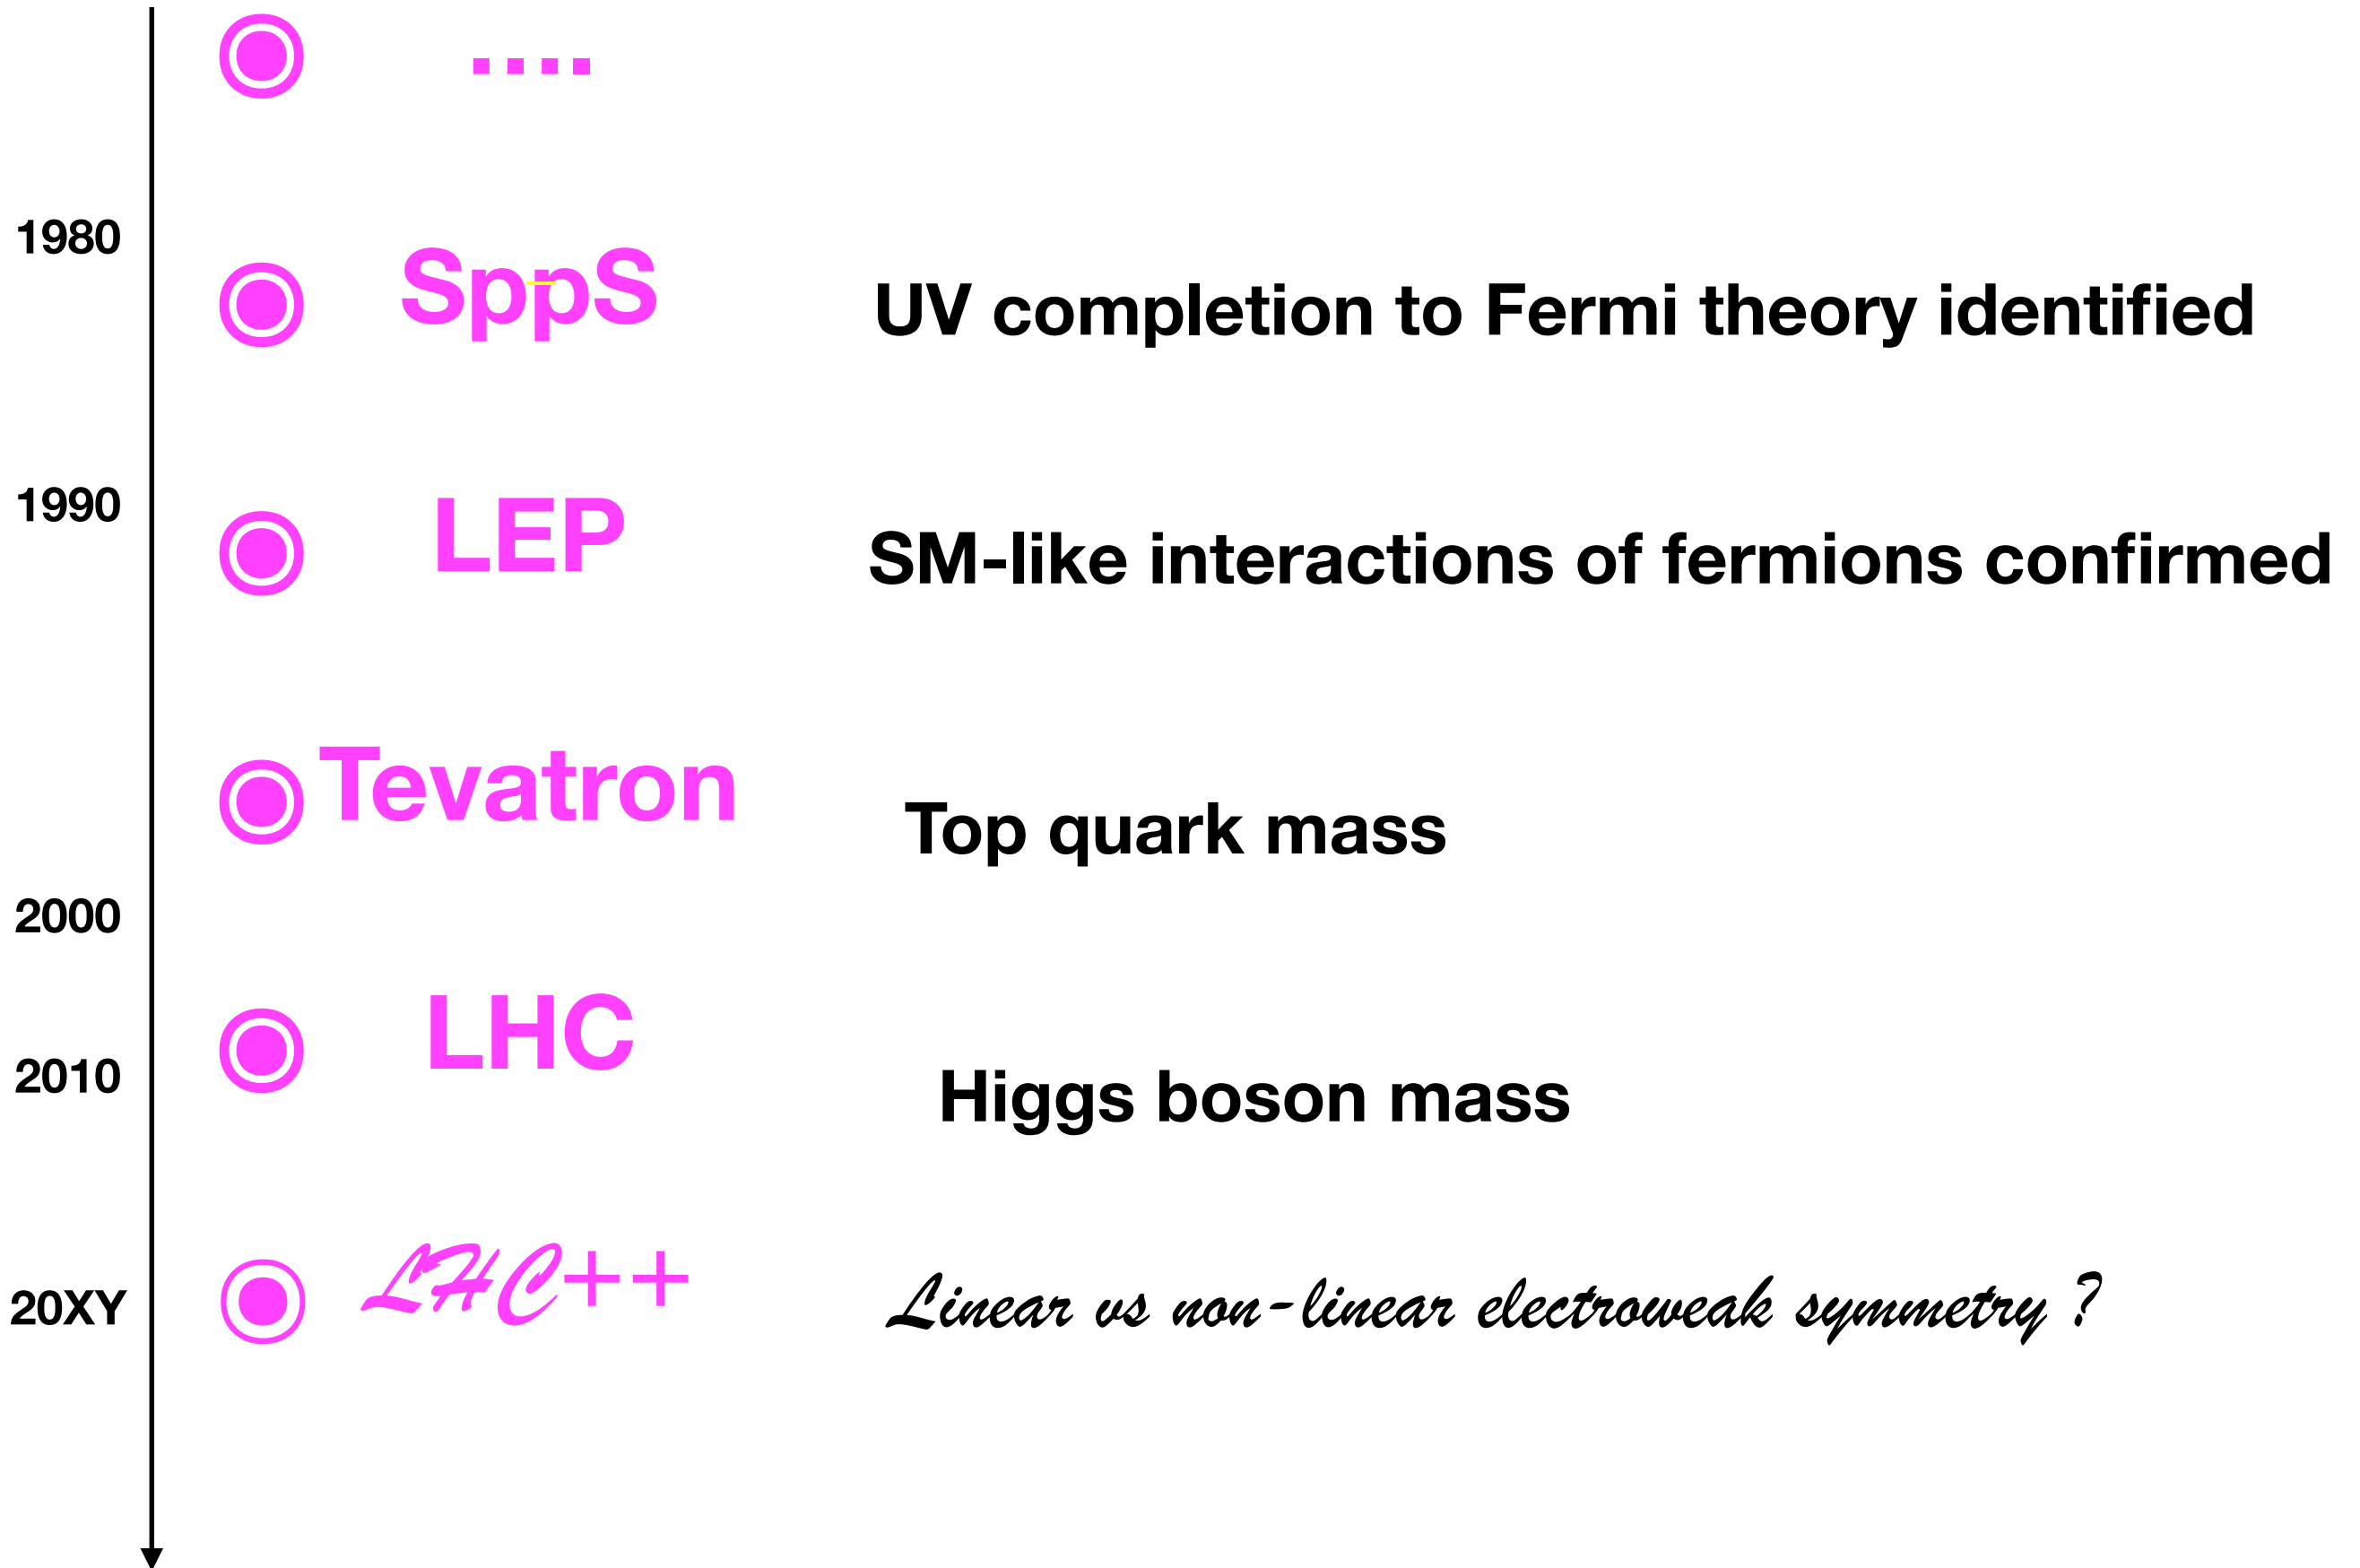 ....
1980
SppS
UV completion to Fermi theory identified
1990
LEP
SM-like interactions of fermions confirmed
Tevatron
Top quark mass
2000
LHC
2010
Higgs boson mass
20XY
LHC++
Linear vs non-linear electroweak symmetry ?